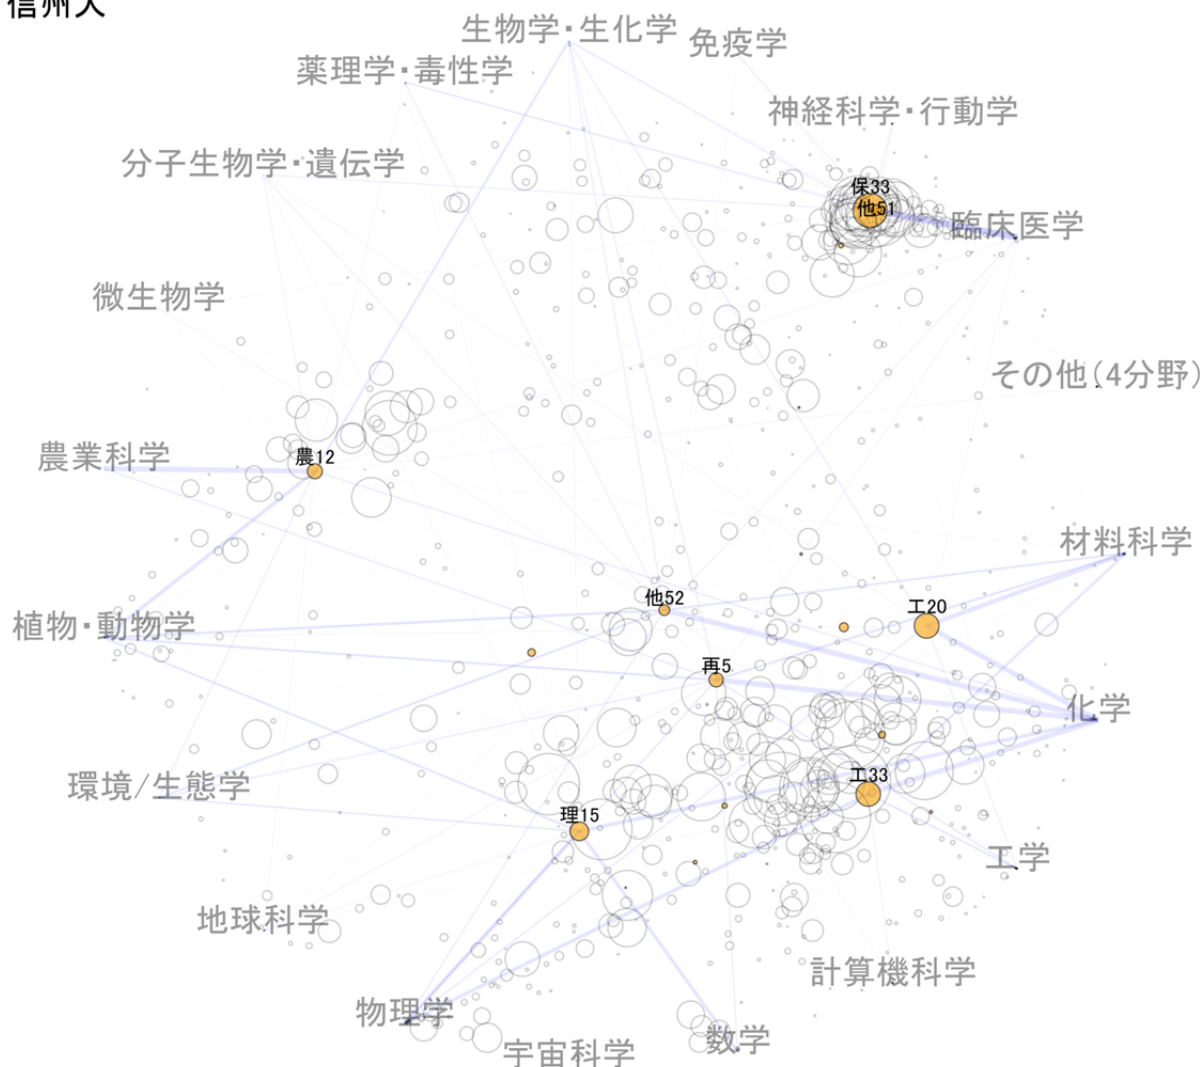 信州大
生物学・生化学
免疫学
薬理学・毒性学
神経科学・行動学
分子生物学・遺伝学
保33
他51
臨床医学
微生物学
その他(4分野)
農業科学
農12
材料科学
他52
工20
植物・動物学
再5
化学
環境/生態学
工33
理15
工学
地球科学
計算機科学
物理学
数学
宇宙科学